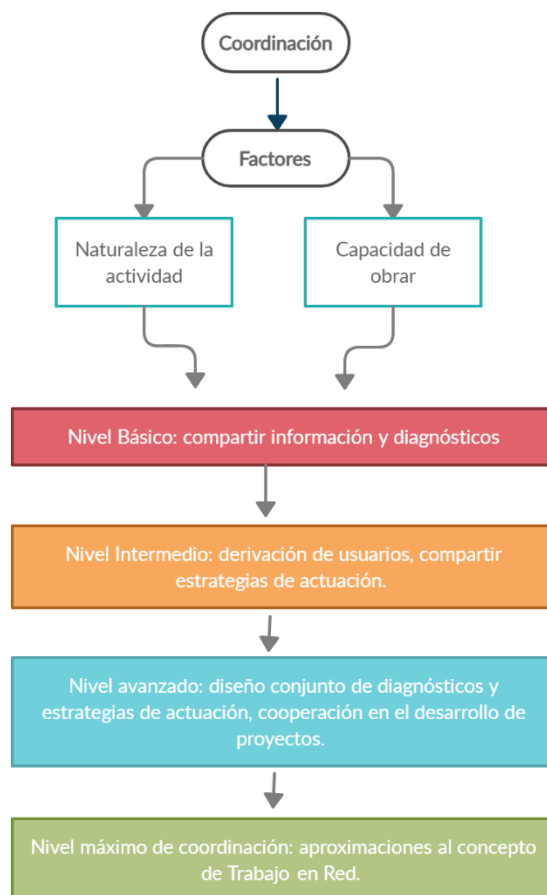 Coordinación
Factores
Naturaleza de la
actividad
Capacidad de
obrar
Nivel Básico: compartir información y diagnósticos
Nivel Intermedio: derivación de usuarios, compartir
estrategias de actuación.
Nivel avanzado: diseño conjunto de diagnósticos y
estrategias de actuación, cooperación en el desarrollo de
proyectos.
Nivel máximo de coordinación: aproximaciones al concepto
de Trabajo en Red.